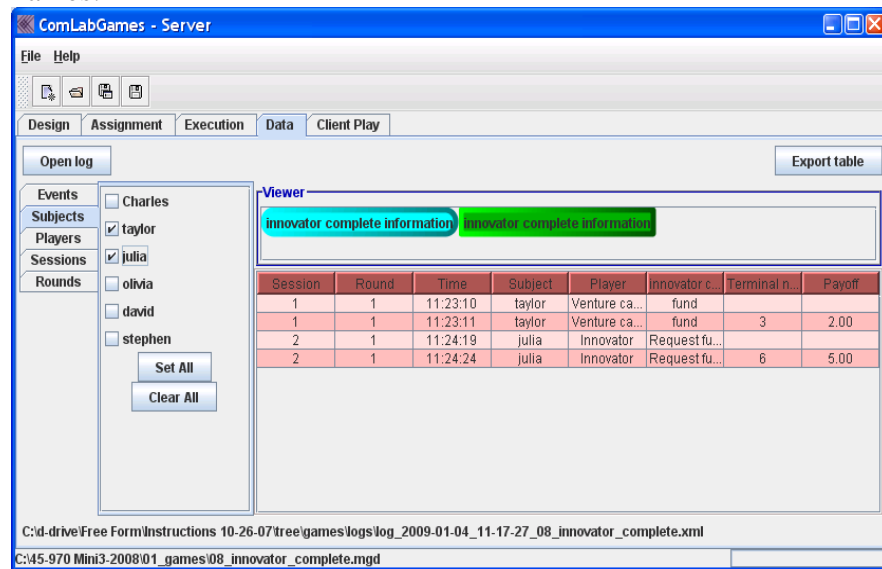 ComLabGames - Server
File Help
Design Assignment Execution Data Client Play
Open log Export table
Events
Subjects
Players
Sessions
Rounds
Charles
taylor
julia
olivia
david
stephen
Set All
Clear All
Viewer
innovator complete information innovator complete information
Session Round Time Subject Player innovator c... Terminal n... Payoff
1 1 11:23:10 taylor Venture ca... fund
1 1 11:23:11 taylor Venture ca... fund 3 2.00
2 1 11:24:19 julia Innovator Request fu...
2 1 11:24:24 julia Innovator Request fu... 6 5.00
C:\d-drive\Free Form\Instructions 10-26-07\tree\games\logs\log_2009-01-04_11-17-27_08_innovator_complete.xml
C:\45-970 Mini3-2008\01_games\08_innovator_complete.mgd